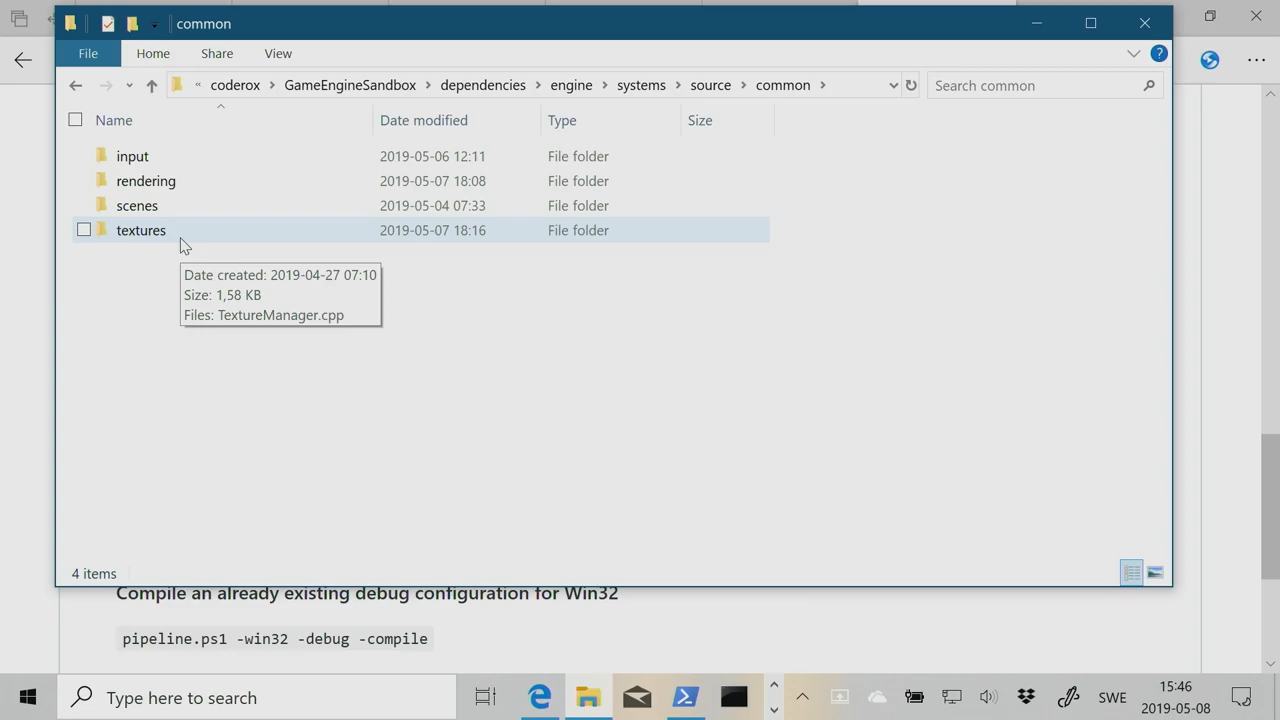 common
File Home Share View
« coderox GameEngineSandbox dependencies engine systems source common
Search common
Name Date modified Type Size
input 2019-05-06 12:11 File folder
rendering 2019-05-07 18:08 File folder
scenes 2019-05-04 07:33 File folder
textures 2019-05-07 18:16 File folder
Date created: 2019-04-27 07:10
Size: 1,58 KB
Files: TextureManager.cpp
4 items
Compile an already existing debug configuration for Win32
pipeline.ps1 -win32 -debug -compile
Type here to search
SWE
15:46
2019-05-08